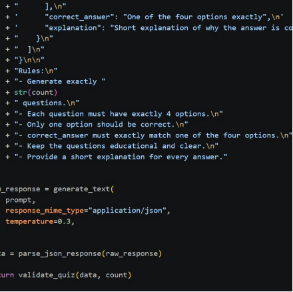 + "      ],\n"
+ '      "correct_answer": "One of the four options exactly",\n'
+ '      "explanation": "Short explanation of why the answer is co
+ "    }\n"
+ "  ]\n"
+ "}\n\n"
+ "Rules:\n"
+ "- Generate exactly "
+ str(count)
+ " questions.\n"
+ "- Each question must have exactly 4 options.\n"
+ "- Only one option should be correct.\n"
+ "- correct_answer must exactly match one of the four options.\n"
+ "- Keep the questions educational and clear.\n"
+ "- Provide a short explanation for every answer."
_response = generate_text(
prompt,
response_mime_type="application/json",
temperature=0.3,
a = parse_json_response(raw_response)
urn validate_quiz(data, count)